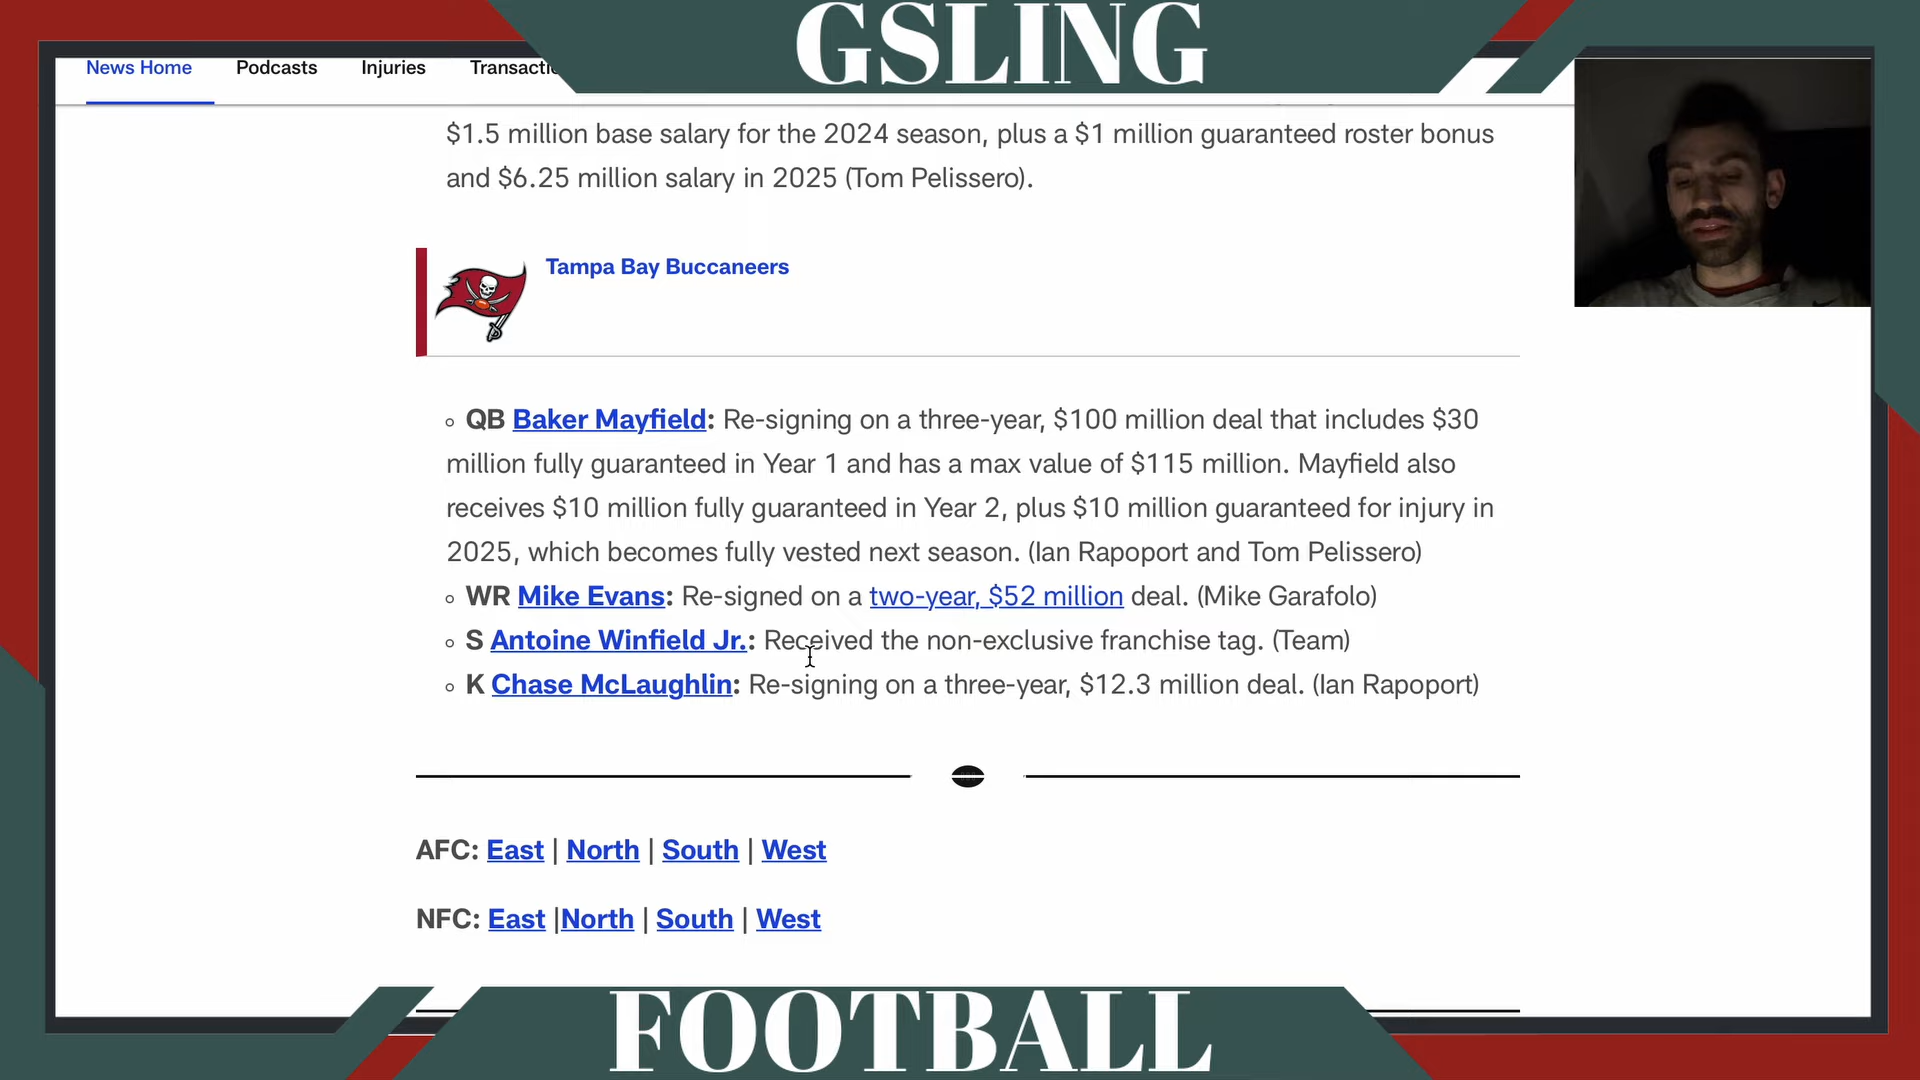 GSLING
News Home Podcasts Injuries
$1.5 million base salary for the 2024 season, plus a $1 million guaranteed roster bonus
and $6.25 million salary in 2025 (Tom Pelissero).
Tampa Bay Buccaneers
QB Baker Mayfield: Re-signing on a three-year, $100 million deal that includes $30
million fully guaranteed in Year 1 and has a max value of $115 million. Mayfield also
receives $10 million fully guaranteed in Year 2, plus $10 million guaranteed for injury in
2025, which becomes fully vested next season. (Ian Rapoport and Tom Pelissero)
WR Mike Evans: Re-signed on a two-year, $52 million deal. (Mike Garafolo)
S Antoine Winfield Jr.: Received the non-exclusive franchise tag. (Team)
K Chase McLaughlin: Re-signing on a three-year, $12.3 million deal. (Ian Rapoport)
AFC: East | North | South | West
NFC: East |North | South | West
FOOTBALL